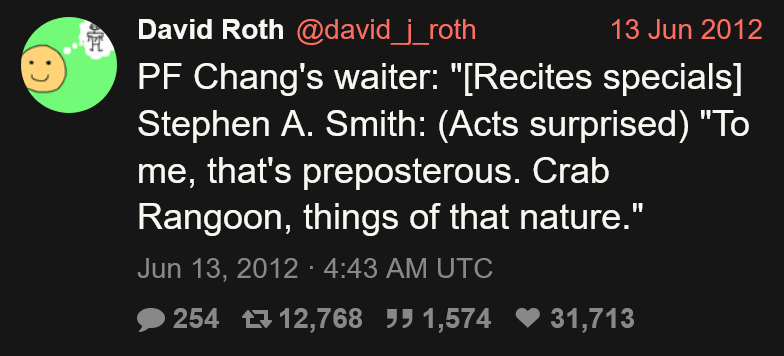 David Roth @david_j_roth 13 Jun 2012
PF Chang's waiter: "[Recites specials]
Stephen A. Smith: (Acts surprised) "To
me, that's preposterous. Crab
Rangoon, things of that nature."
Jun 13, 2012 · 4:43 AM UTC
254 12,768 1,574 31,713